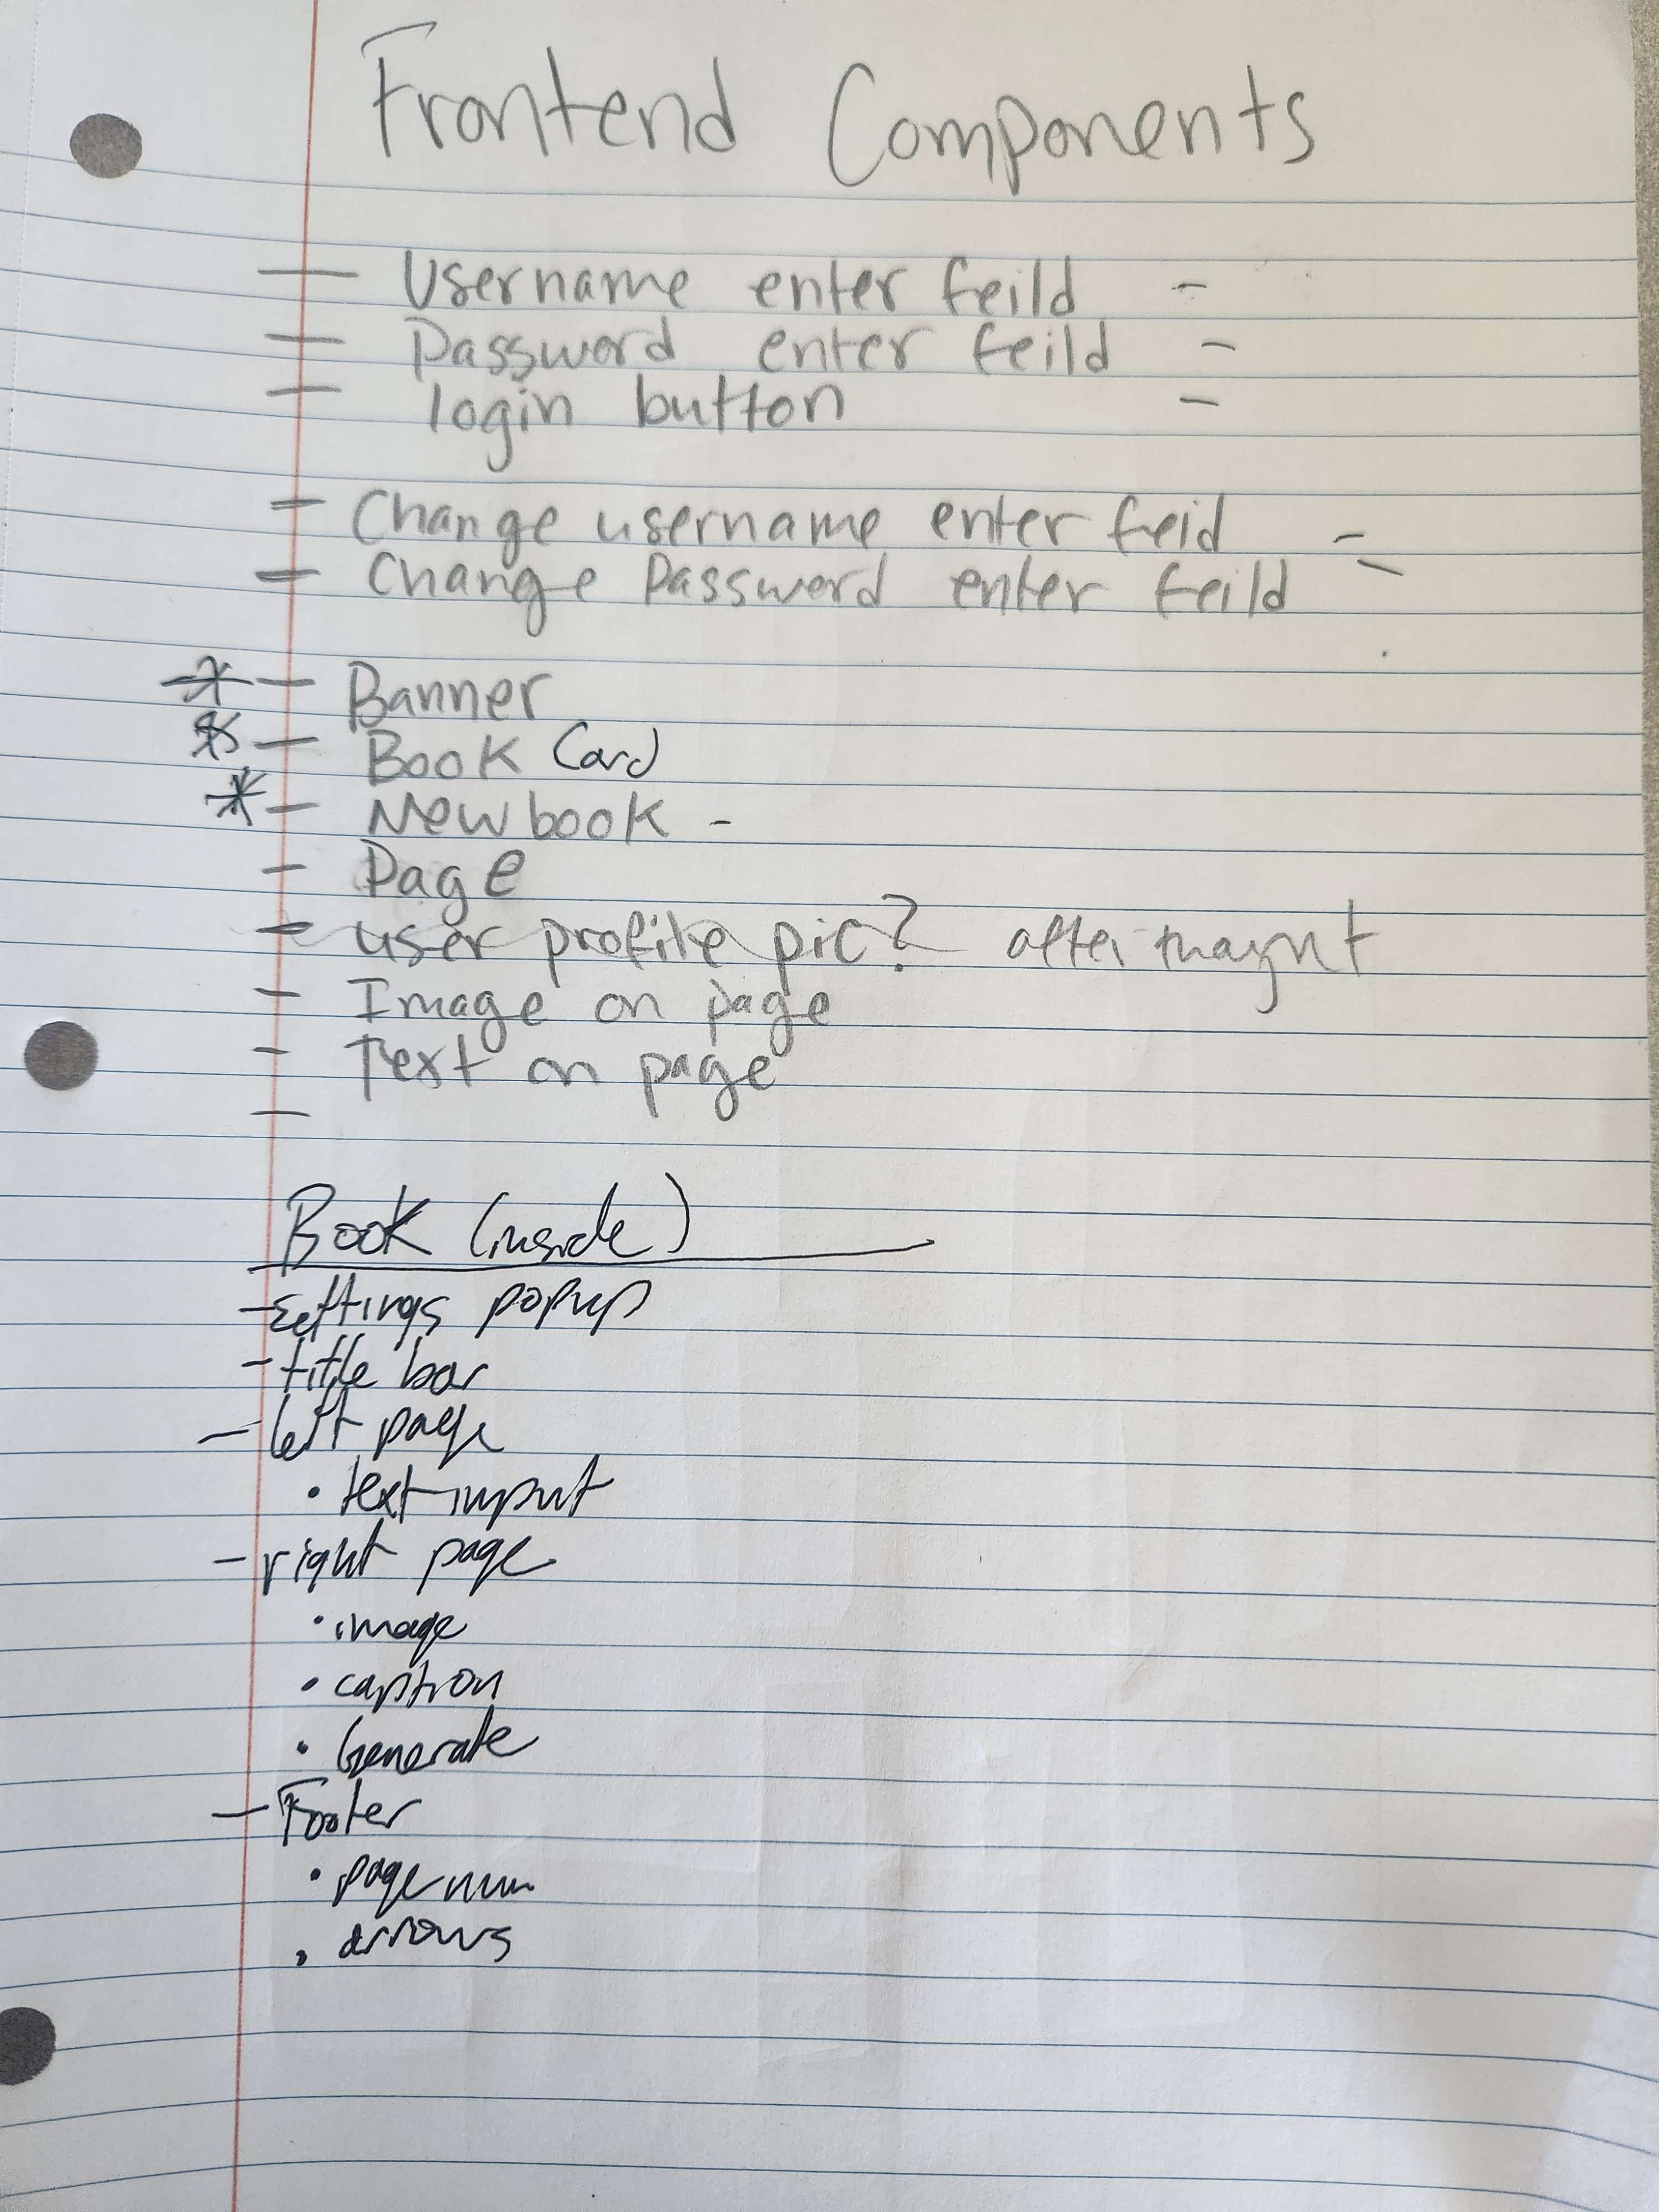 Frontend Components
- Username enter feild -
- Password enter feild -
- login button -
- Change username enter feid -
- Change Password enter feild -
* - Banner
* - Book Card
* - New book -
- Page
- user profile pic? after
- Image on page
- Text on page
-
Book (inside)
- settings popup
- title bar
- left page
• text input
- right page
• image
• caption
• Generate
- Footer
• page num
• arrows